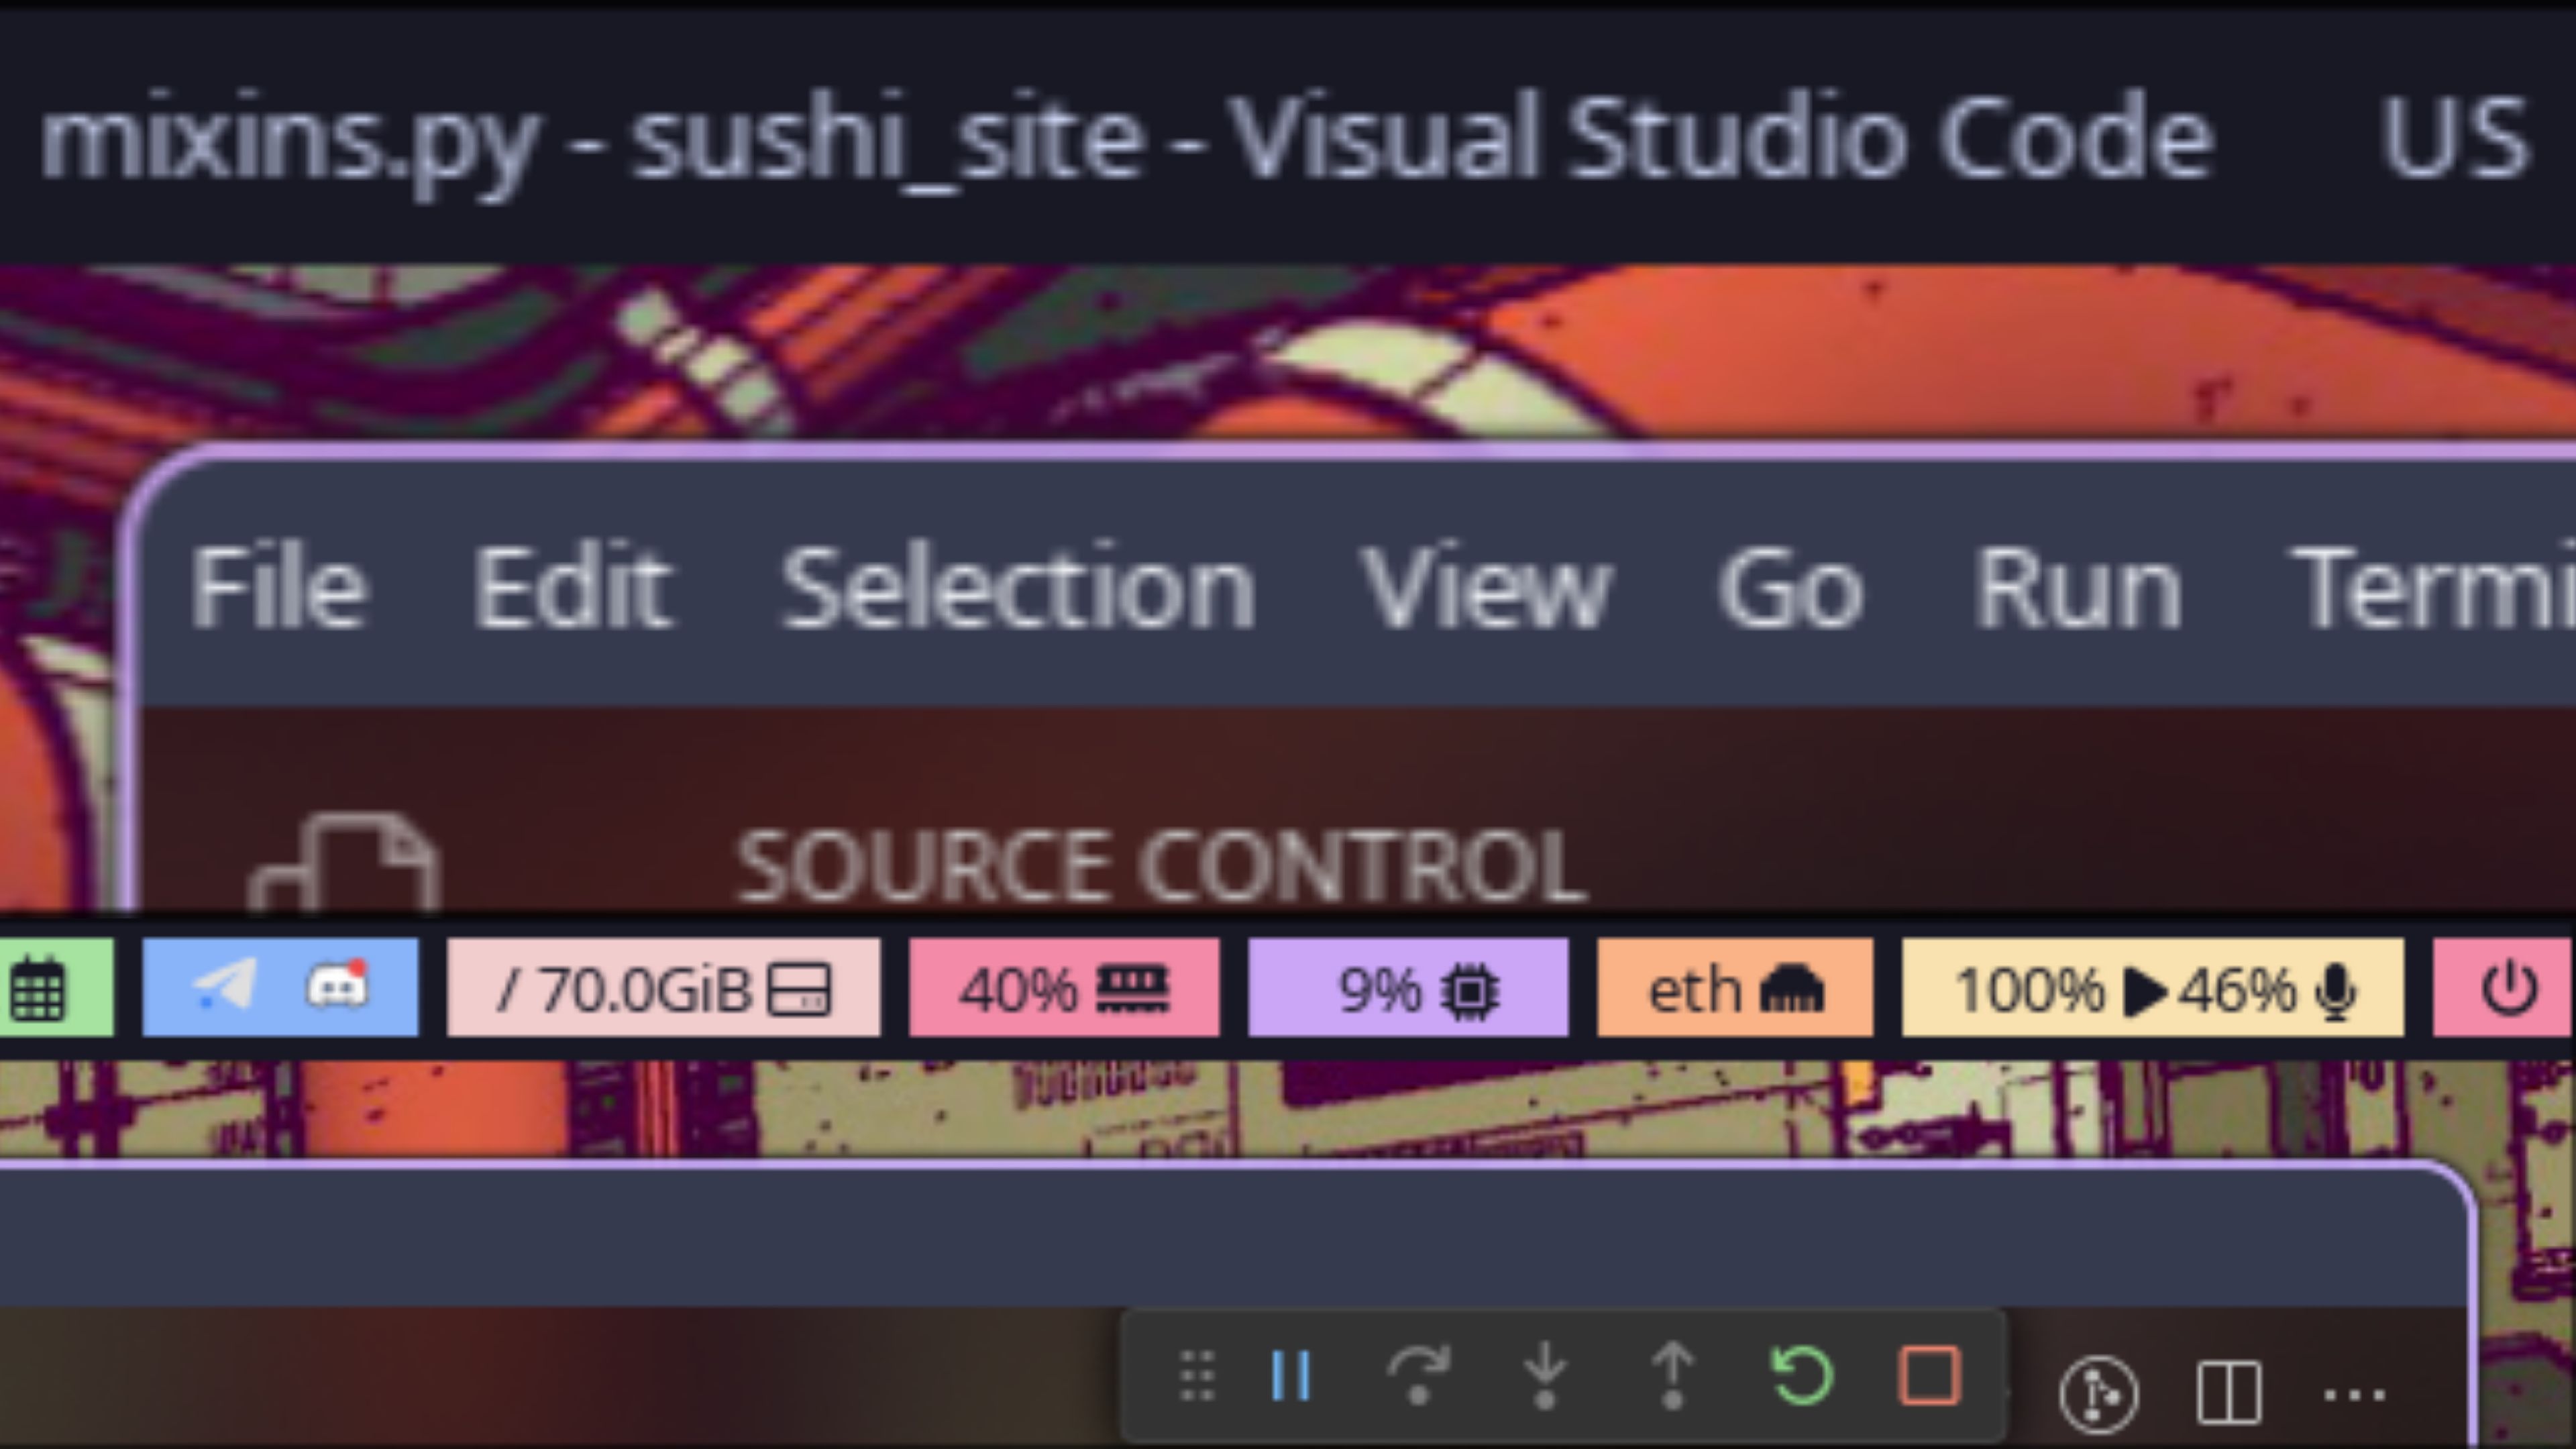 mixins.py - sushi_site - Visual Studio Code US
File Edit Selection View Go Run Termi
SOURCE CONTROL
/ 70.0GiB 40% 9% eth 100% 46%